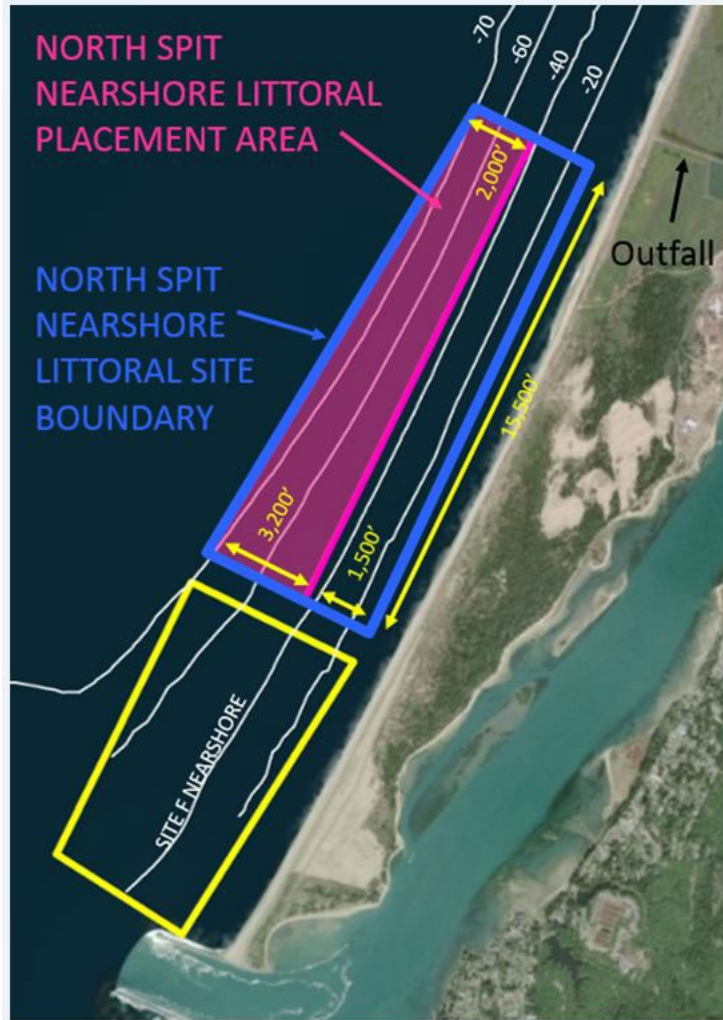 NORTH SPIT
NEARSHORE LITTORAL
PLACEMENT AREA
-70
-60
-40
-20
2,000'
Outfall
NORTH SPIT
NEARSHORE
LITTORAL SITE
BOUNDARY
15,500'
3,200'
1,500'
SITE F NEARSHORE